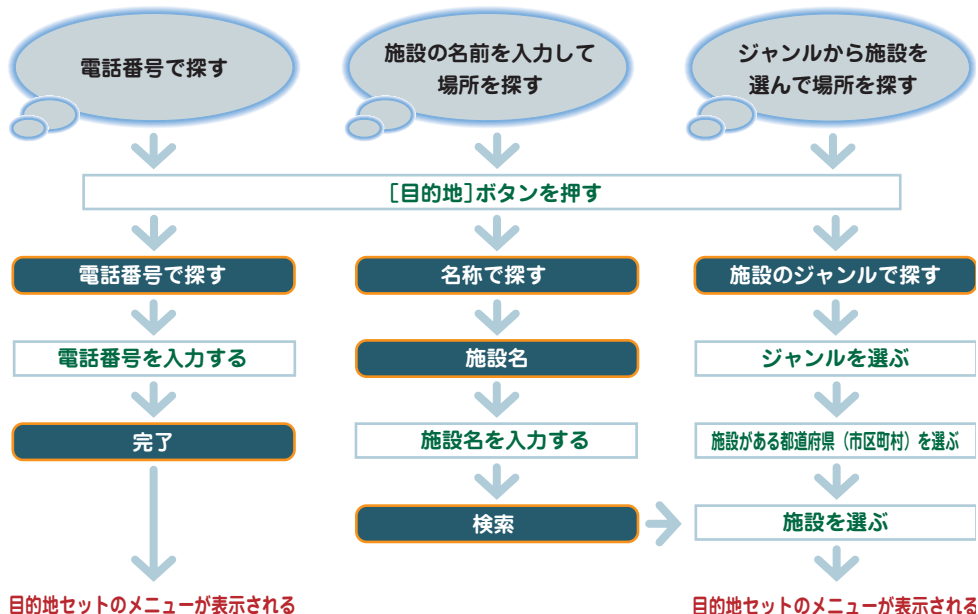 電話番号で探す
施設の名前を入力して
場所を探す
ジャンルから施設を
選んで場所を探す
[目的地]ボタンを押す
電話番号で探す
名称で探す
施設のジャンルで探す
電話番号を入力する
施設名
ジャンルを選ぶ
完了
施設名を入力する
施設がある都道府県（市区町村）を選ぶ
検索
施設を選ぶ
目的地セットのメニューが表示される
目的地セットのメニューが表示される